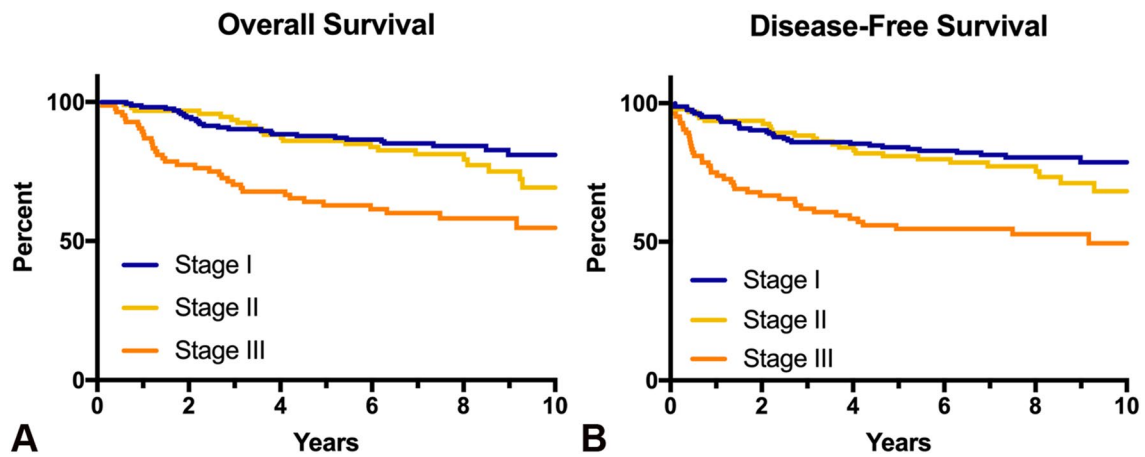 Overall Survival
100
50
0
Percent
0 2 4 6 8 10
Years
Stage I
Stage II
Stage III
A
Disease-Free Survival
100
50
0
Percent
0 2 4 6 8 10
Years
Stage I
Stage II
Stage III
B